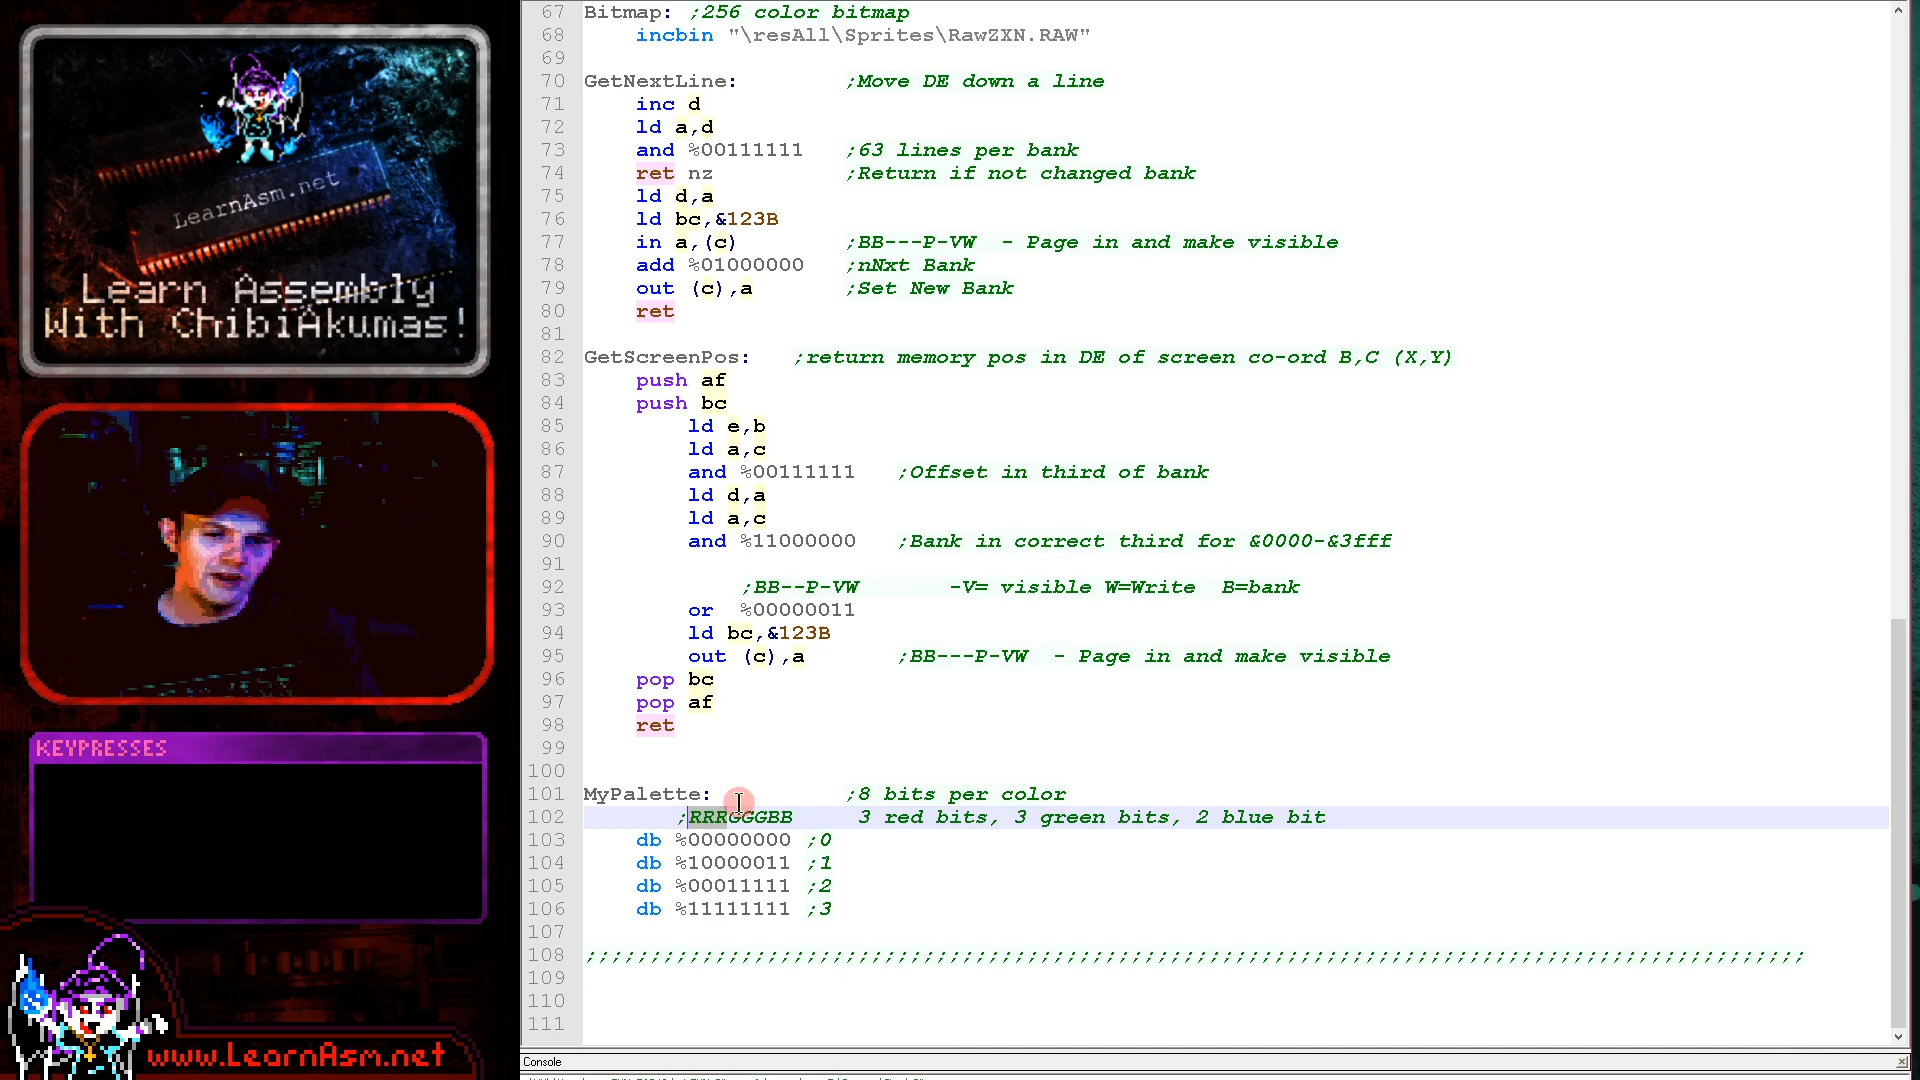 LearnAsm.net
Learn Assembly
With ChibiAkumas!
KEYPRESSES
www.LearnAsm.net
67 Bitmap: ;256 color bitmap
68 incbin "\resAll\Sprites\RawZXN.RAW"
69
70 GetNextLine: ;Move DE down a line
71 inc d
72 ld a,d
73 and %00111111 ;63 lines per bank
74 ret nz ;Return if not changed bank
75 ld d,a
76 ld bc,&123B
77 in a,(c) ;BB---P-VW - Page in and make visible
78 add %01000000 ;nNxt Bank
79 out (c),a ;Set New Bank
80 ret
81
82 GetScreenPos: ;return memory pos in DE of screen co-ord B,C (X,Y)
83 push af
84 push bc
85 ld e,b
86 ld a,c
87 and %00111111 ;Offset in third of bank
88 ld d,a
89 ld a,c
90 and %11000000 ;Bank in correct third for &0000-&3fff
91
92 ;BB--P-VW -V= visible W=Write B=bank
93 or %00000011
94 ld bc,&123B
95 out (c),a ;BB---P-VW - Page in and make visible
96 pop bc
97 pop af
98 ret
99
100
101 MyPalette: ;8 bits per color
102 ;RRRGGGBB 3 red bits, 3 green bits, 2 blue bit
103 db %00000000 ;0
104 db %10000011 ;1
105 db %00011111 ;2
106 db %11111111 ;3
107
108 ;;;;;;;;;;;;;;;;;;;;;;;;;;;;;;;;;;;;;;;;;;;;;;;;;;;;;;;;;;;;;;;;;;;;;;;;;;;;;;;;;;;;;;;;;;;;;;
109
110
111
Console